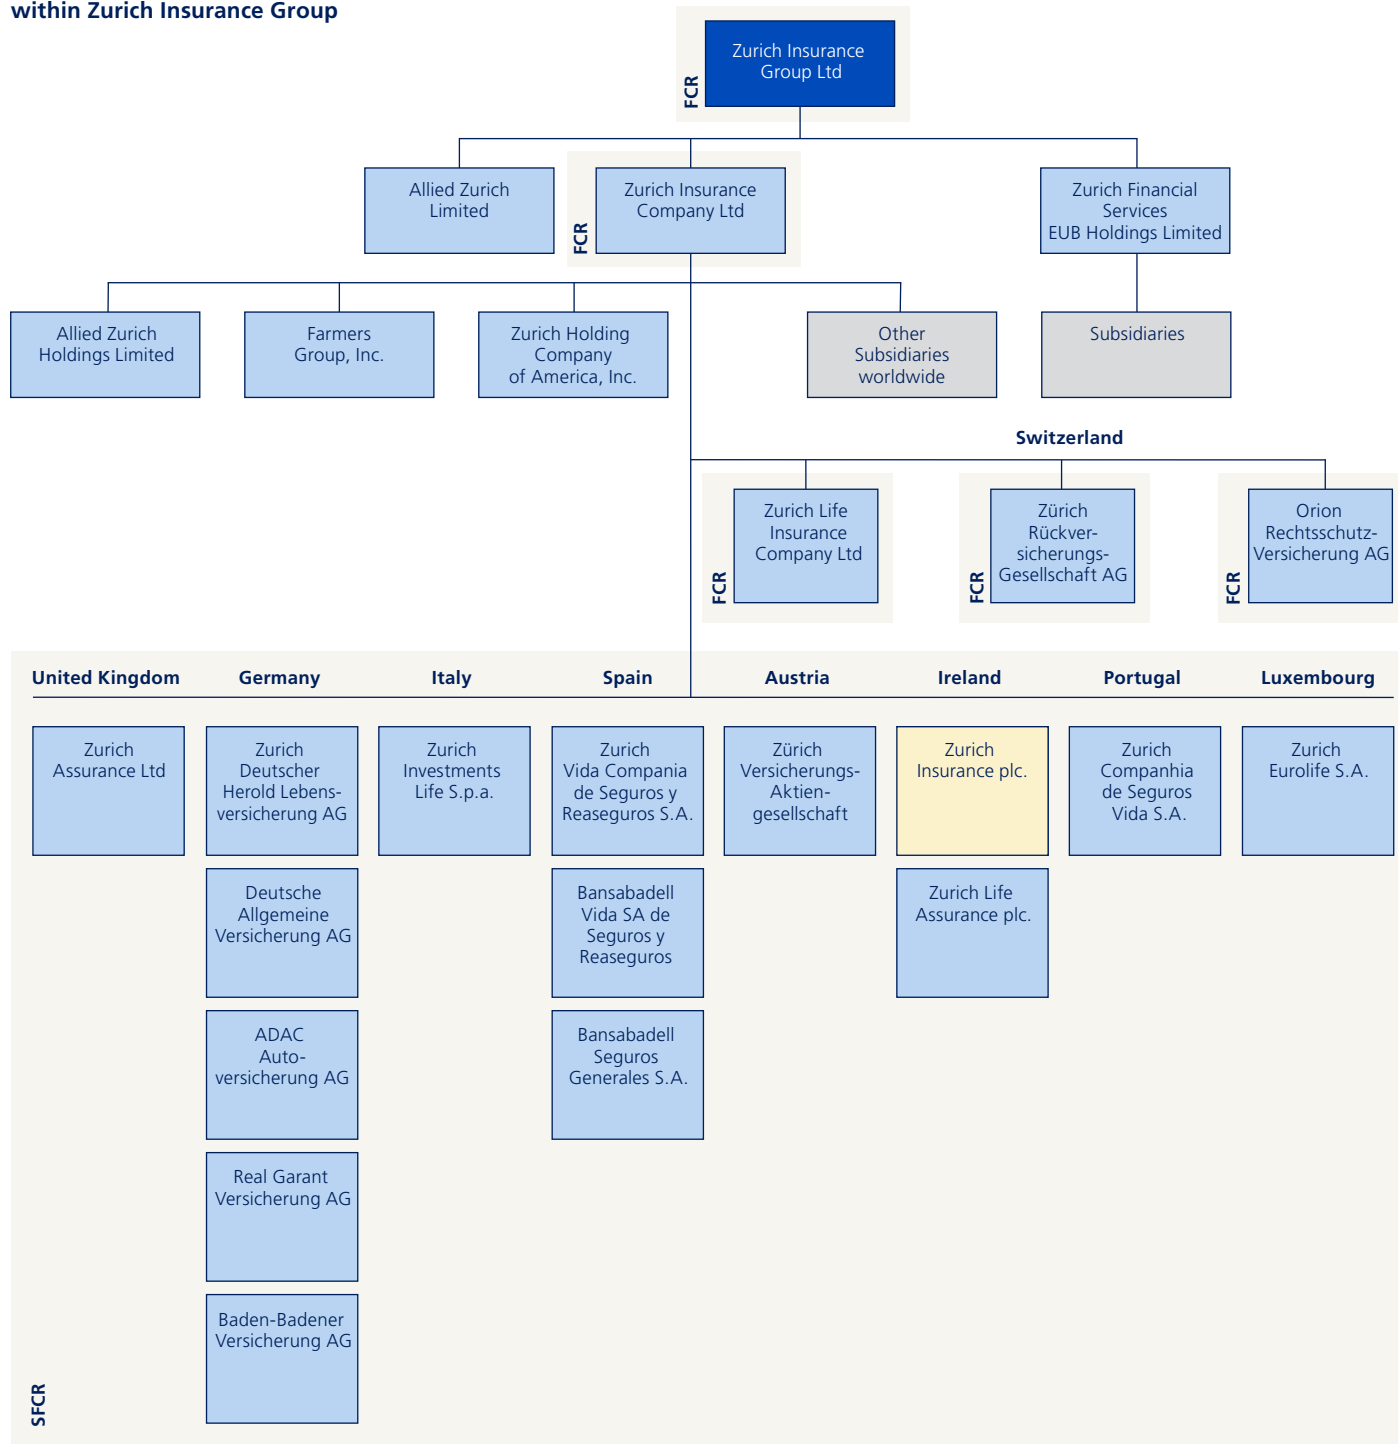 within Zurich Insurance Group
FCR
Zurich Insurance
Group Ltd
Allied Zurich
Limited
FCR
Zurich Insurance
Company Ltd
Zurich Financial
Services
EUB Holdings Limited
Allied Zurich
Holdings Limited
Farmers
Group, Inc.
Zurich Holding
Company
of America, Inc.
Other
Subsidiaries
worldwide
Subsidiaries
Switzerland
FCR
Zurich Life
Insurance
Company Ltd
FCR
Zürich
Rückver-
sicherungs-
Gesellschaft AG
FCR
Orion
Rechtsschutz-
Versicherung AG
United Kingdom
Germany
Italy
Spain
Austria
Ireland
Portugal
Luxembourg
Zurich
Assurance Ltd
Zurich
Deutscher
Herold Lebens-
versicherung AG
Zurich
Investments
Life S.p.a.
Zurich
Vida Compania
de Seguros y
Reaseguros S.A.
Zürich
Versicherungs-
Aktien-
gesellschaft
Zurich
Insurance plc.
Zurich
Companhia
de Seguros
Vida S.A.
Zurich
Eurolife S.A.
Deutsche
Allgemeine
Versicherung AG
Bansabadell
Vida SA de
Seguros y
Reaseguros
Zurich Life
Assurance plc.
ADAC
Auto-
versicherung AG
Bansabadell
Seguros
Generales S.A.
Real Garant
Versicherung AG
Baden-Badener
Versicherung AG
SFCR